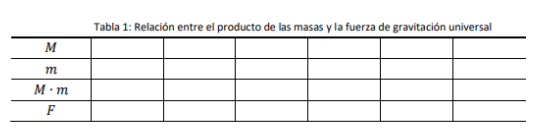 Tabla 1: Relación entre el producto de las masas y la fuerza de gravitación universal
M
m
M · m
F